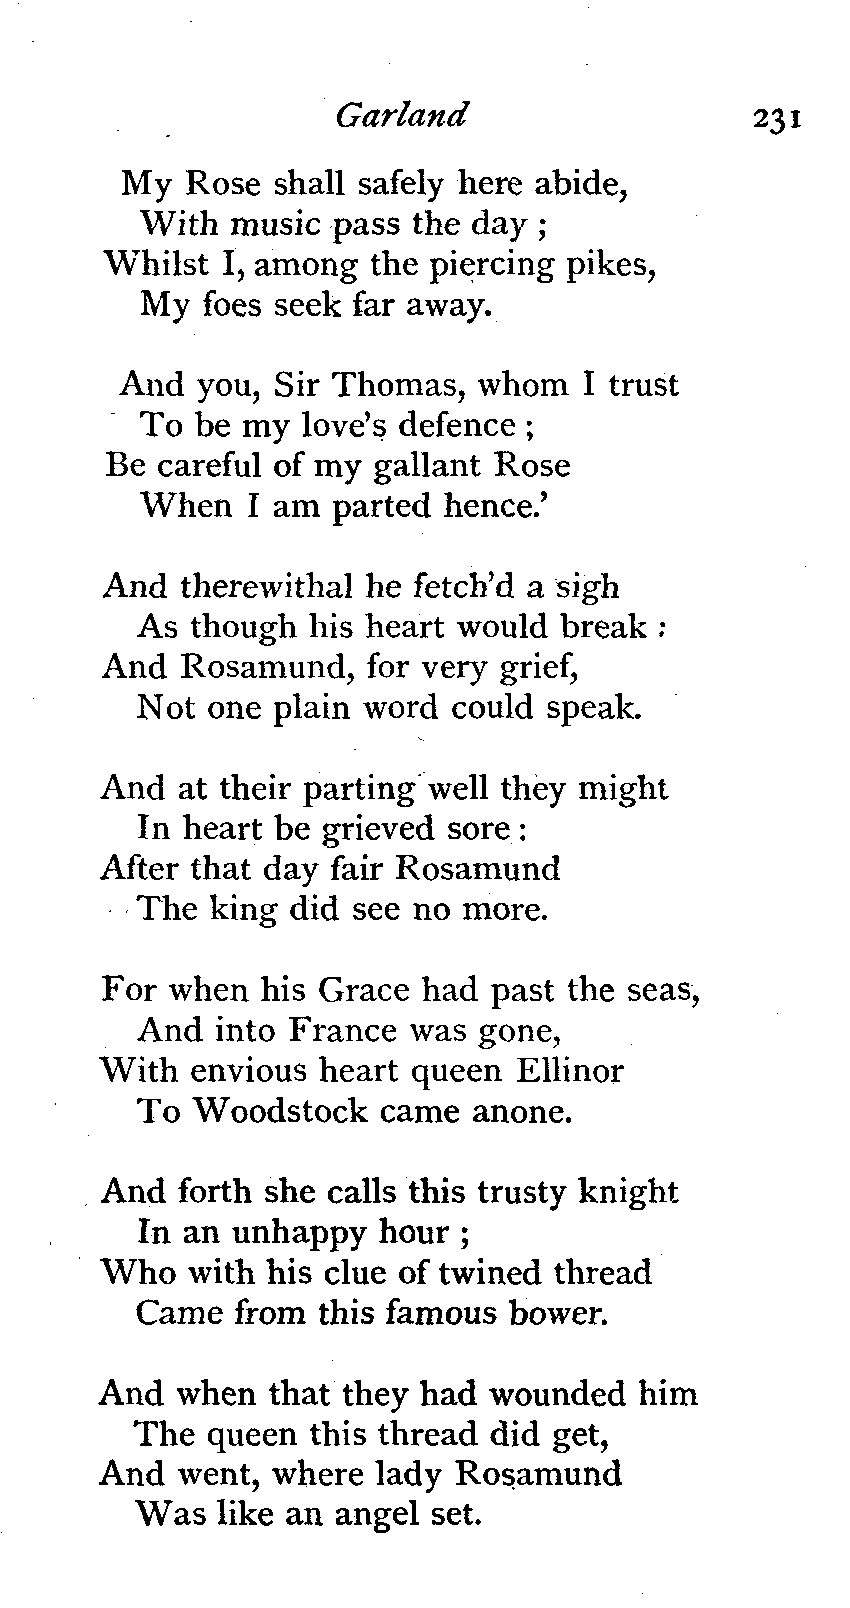 Garland 231
My Rose shall safely here abide,
With music pass the day ;
Whilst I, among the piercing pikes,
My foes seek far away.
And you, Sir Thomas, whom I trust
To be my love's defence ;
Be careful of my gallant Rose
When I am parted hence.'
And therewithal he fetch'd a sigh
As though his heart would break :
And Rosamund, for very grief,
Not one plain word could speak.
And at their parting well they might
In heart be grieved sore :
After that day fair Rosamund
The king did see no more.
For when his Grace had past the seas,
And into France was gone,
With envious heart queen Ellinor
To Woodstock came anone.
And forth she calls this trusty knight
In an unhappy hour ;
Who with his clue of twined thread
Came from this famous bower.
And when that they had wounded him
The queen this thread did get,
And went, where lady Rosamund
Was like an angel set.